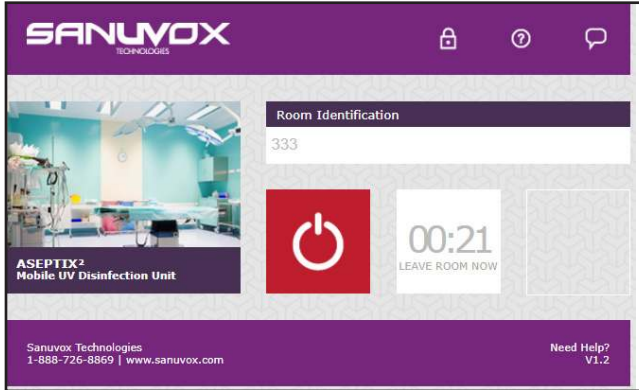 SANUVOX
TECHNOLOGIES
Room Identification
333
00:21
LEAVE ROOM NOW
ASEPTIX²
Mobile UV Disinfection Unit
Sanuvox Technologies
1-888-726-8869 | www.sanuvox.com
Need Help?
V1.2